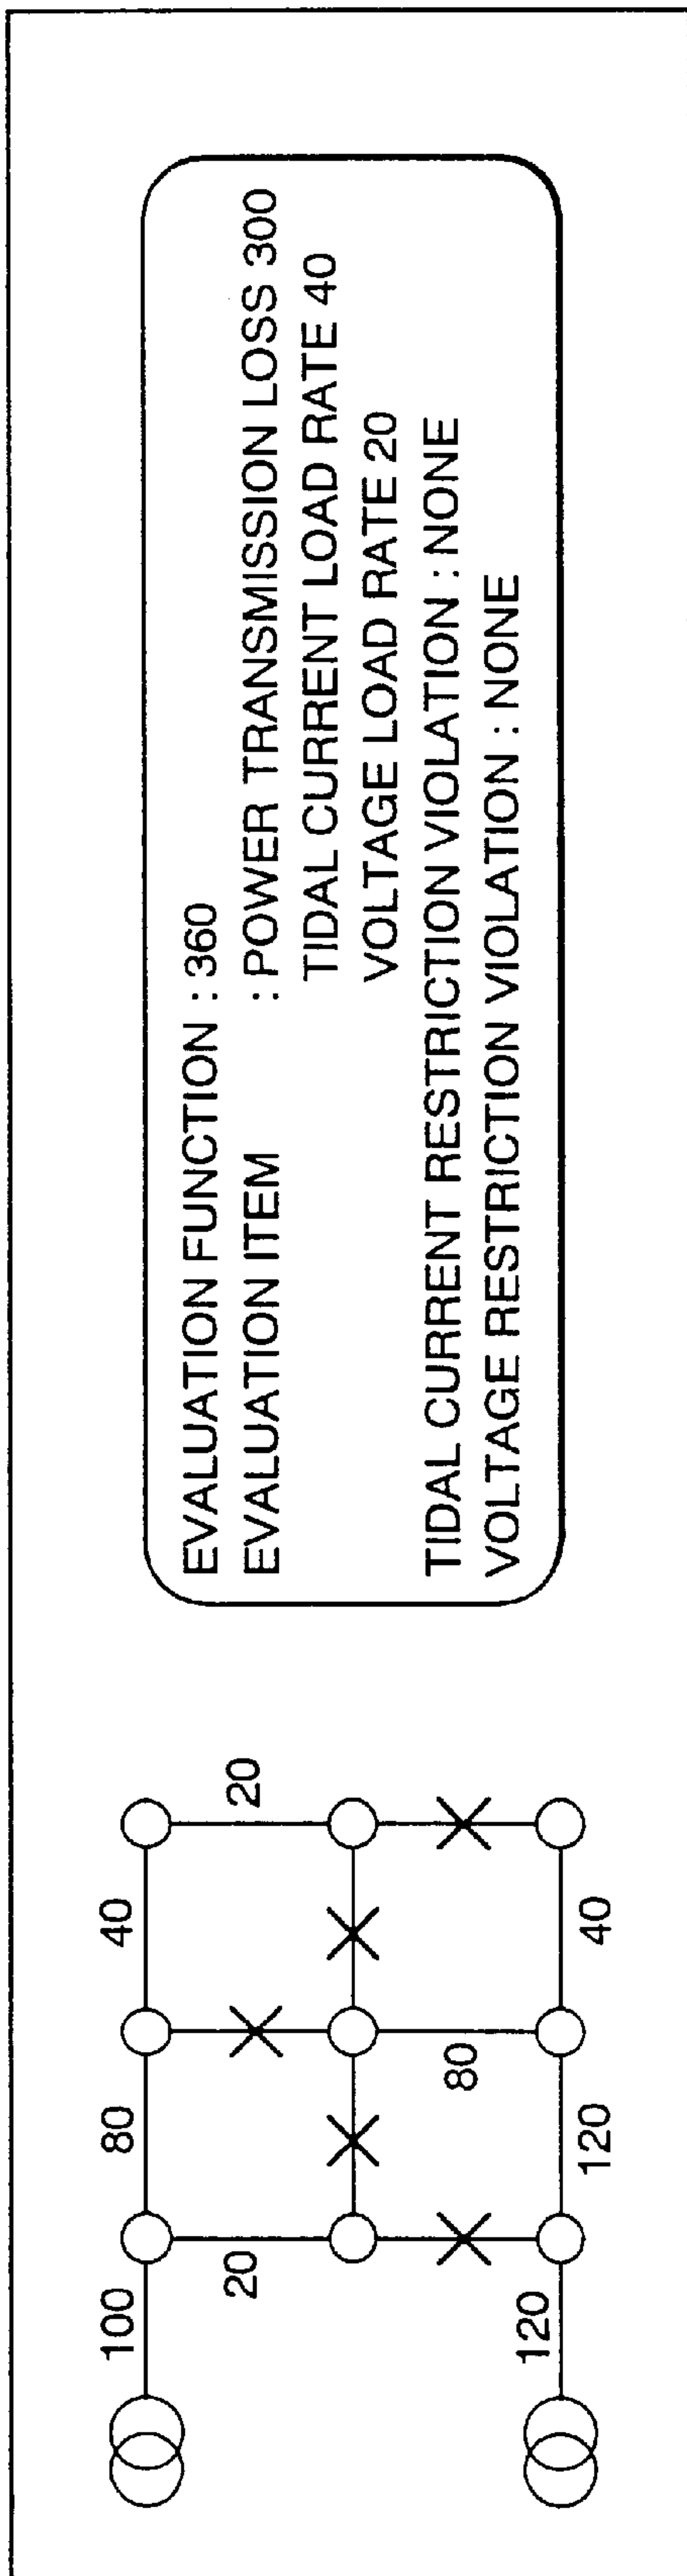 100
80
40
20
20
80
120
120
40
EVALUATION FUNCTION : 360
EVALUATION ITEM : POWER TRANSMISSION LOSS 300
TIDAL CURRENT LOAD RATE 40
VOLTAGE LOAD RATE 20
TIDAL CURRENT RESTRICTION VIOLATION : NONE
VOLTAGE RESTRICTION VIOLATION : NONE